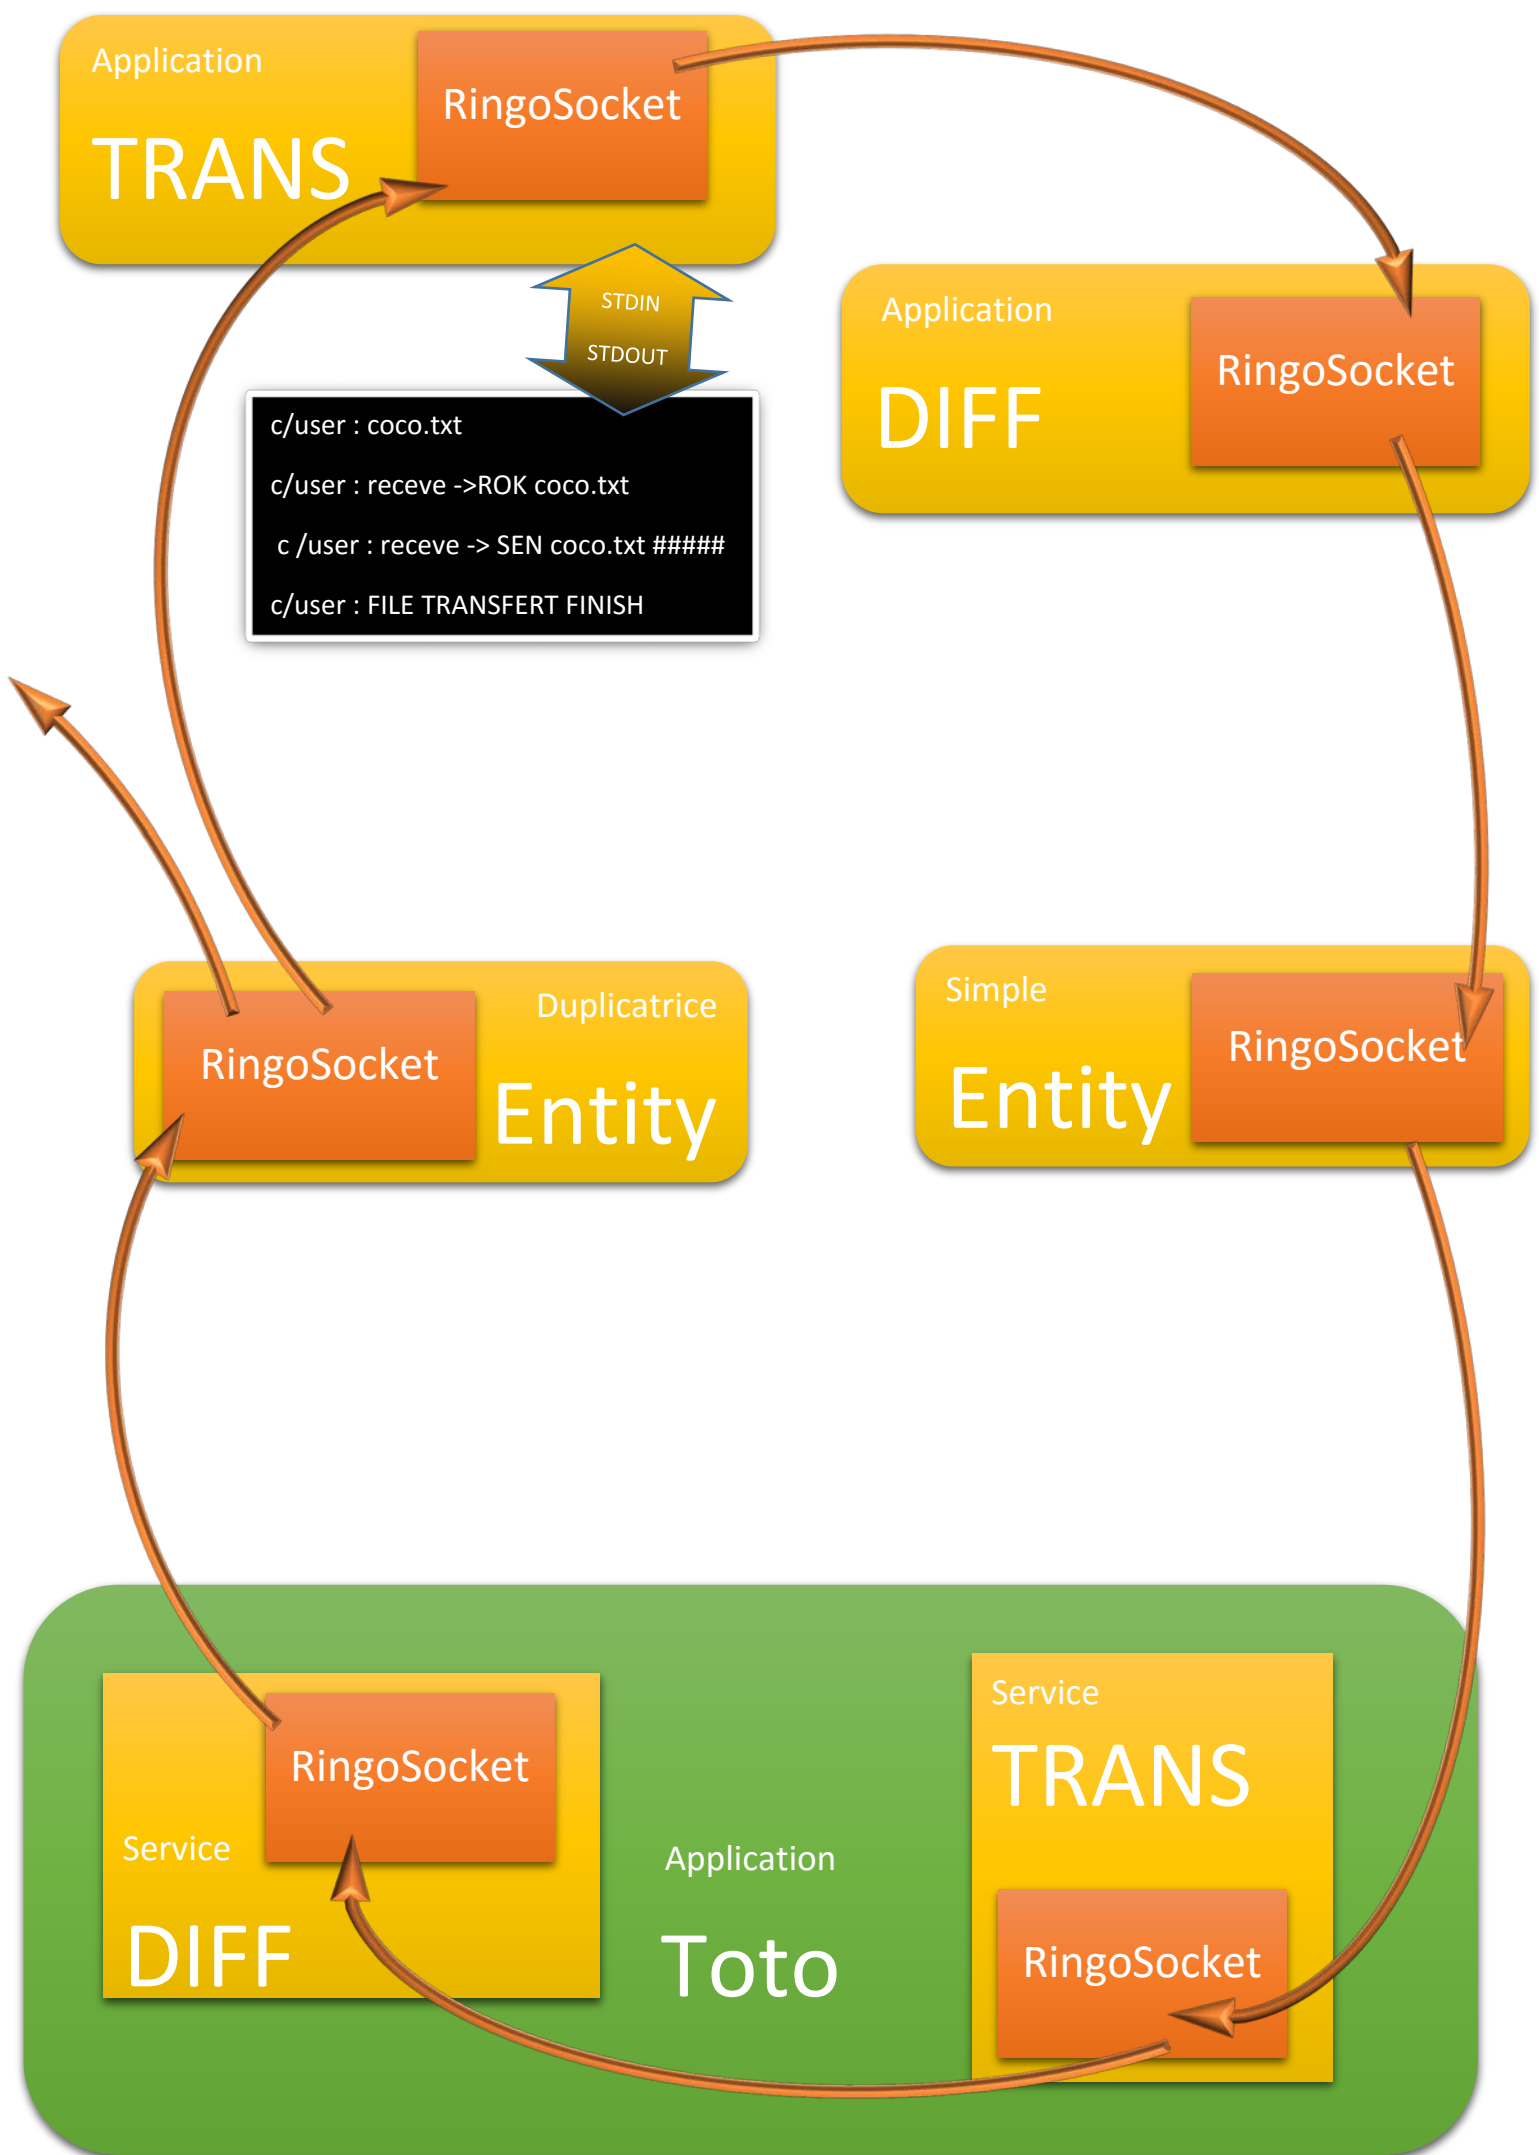 Application
TRANS
RingoSocket
STDIN
STDOUT
c/user : coco.txt
c/user : receve ->ROK coco.txt
c /user : receve -> SEN coco.txt #####
c/user : FILE TRANSFERT FINISH
Application
DIFF
RingoSocket
RingoSocket
Duplicatrice
Entity
Simple
Entity
RingoSocket
RingoSocket
Service
DIFF
Application
Toto
Service
TRANS
RingoSocket